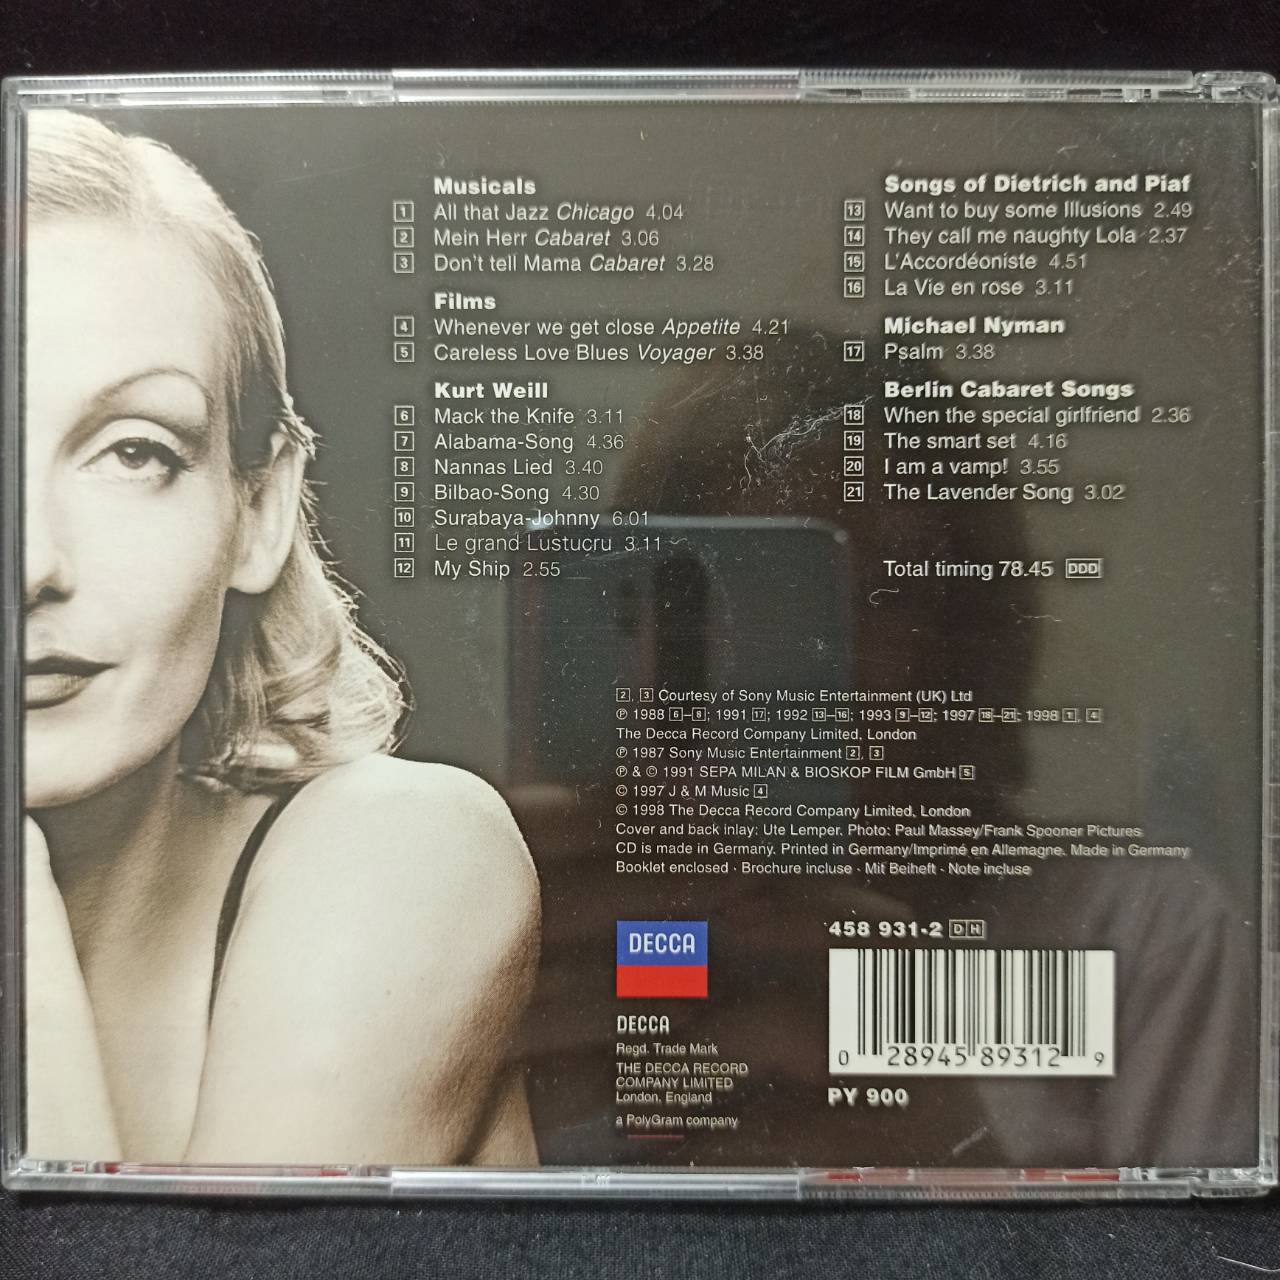 Musicals
1 All that Jazz Chicago 4.04
2 Mein Herr Cabaret 3.06
3 Don't tell Mama Cabaret 3.28
Films
4 Whenever we get close Appetite 4.21
5 Careless Love Blues Voyager 3.38
Kurt Weill
6 Mack the Knife 3.11
7 Alabama-Song 4.36
8 Nannas Lied 3.40
9 Bilbao-Song 4.30
10 Surabaya-Johnny 6.01
11 Le grand Lustucru 3.11
12 My Ship 2.55
Songs of Dietrich and Piaf
13 Want to buy some Illusions 2.49
14 They call me naughty Lola 2.37
15 L'Accordéoniste 4.51
16 La Vie en rose 3.11
Michael Nyman
17 Psalm 3.38
Berlin Cabaret Songs
18 When the special girlfriend 2.36
19 The smart set 4.16
20 I am a vamp! 3.55
21 The Lavender Song 3.02
Total timing 78.45 DDD
2, 3 Courtesy of Sony Music Entertainment (UK) Ltd
℗ 1988 6–8; 1991 17; 1992 13–16; 1993 9–12; 1997 18–21; 1998 1, 4
The Decca Record Company Limited, London
℗ 1987 Sony Music Entertainment 2, 3
℗ & © 1991 SEPA MILAN & BIOSKOP FILM GmbH 5
© 1997 J & M Music 4
© 1998 The Decca Record Company Limited, London
Cover and back inlay: Ute Lemper. Photo: Paul Massey/Frank Spooner Pictures
CD is made in Germany. Printed in Germany/Imprimé en Allemagne. Made in Germany
Booklet enclosed · Brochure incluse · Mit Beiheft · Note incluse
DECCA
DECCA
Regd. Trade Mark
THE DECCA RECORD
COMPANY LIMITED
London, England
a PolyGram company
458 931-2 DH
0 28945 89312 9
PY 900